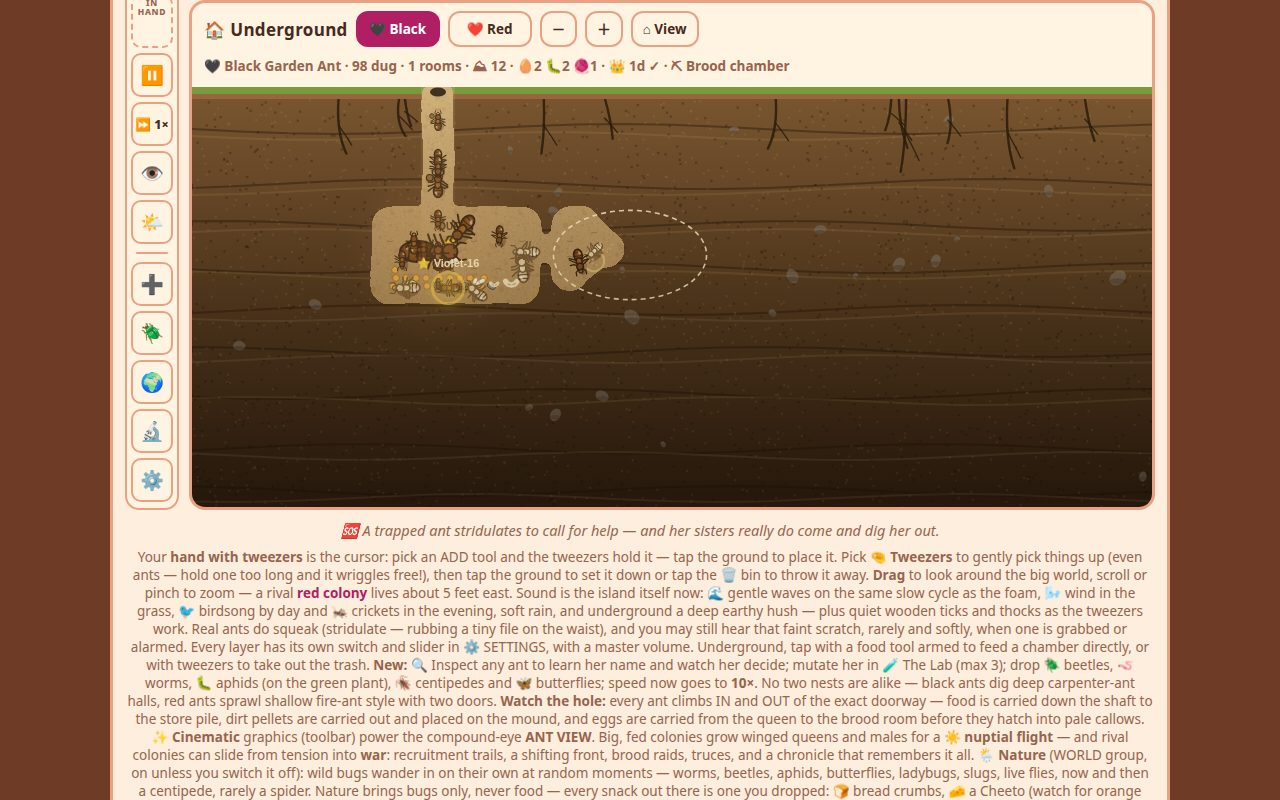 IN
HAND
🏠 Underground 🖤 Black ❤️ Red − + ⌂ View
🖤 Black Garden Ant · 98 dug · 1 rooms · ⛰ 12 · 🥚2 🐛2 🧶1 · 👑 1d ✓ · ⛏ Brood chamber
⏩ 1×
⭐ Violet-16
🆘 A trapped ant stridulates to call for help — and her sisters really do come and dig her out.
Your hand with tweezers is the cursor: pick an ADD tool and the tweezers hold it — tap the ground to place it. Pick 🤏 Tweezers to gently pick things up (even
ants — hold one too long and it wriggles free!), then tap the ground to set it down or tap the 🗑️ bin to throw it away. Drag to look around the big world, scroll or
pinch to zoom — a rival red colony lives about 5 feet east. Sound is the island itself now: 🌊 gentle waves on the same slow cycle as the foam, 🌬️ wind in the
grass, 🐦 birdsong by day and 🦗 crickets in the evening, soft rain, and underground a deep earthy hush — plus quiet wooden ticks and thocks as the tweezers
work. Real ants do squeak (stridulate — rubbing a tiny file on the waist), and you may still hear that faint scratch, rarely and softly, when one is grabbed or
alarmed. Every layer has its own switch and slider in ⚙️ SETTINGS, with a master volume. Underground, tap with a food tool armed to feed a chamber directly, or
with tweezers to take out the trash. New: 🔍 Inspect any ant to learn her name and watch her decide; mutate her in 🧪 The Lab (max 3); drop 🪲 beetles, 🪱
worms, 🐛 aphids (on the green plant), 🦗 centipedes and 🦋 butterflies; speed now goes to 10×. No two nests are alike — black ants dig deep carpenter-ant
halls, red ants sprawl shallow fire-ant style with two doors. Watch the hole: every ant climbs IN and OUT of the exact doorway — food is carried down the shaft to
the store pile, dirt pellets are carried out and placed on the mound, and eggs are carried from the queen to the brood room before they hatch into pale callows.
✨ Cinematic graphics (toolbar) power the compound-eye ANT VIEW. Big, fed colonies grow winged queens and males for a ☀️ nuptial flight — and rival
colonies can slide from tension into war: recruitment trails, a shifting front, brood raids, truces, and a chronicle that remembers it all. 🌦️ Nature (WORLD group,
on unless you switch it off): wild bugs wander in on their own at random moments — worms, beetles, aphids, butterflies, ladybugs, slugs, live flies, now and then
a centipede, rarely a spider. Nature brings bugs only, never food — every snack out there is one you dropped: 🍞 bread crumbs, 🧀 a Cheeto (watch for orange